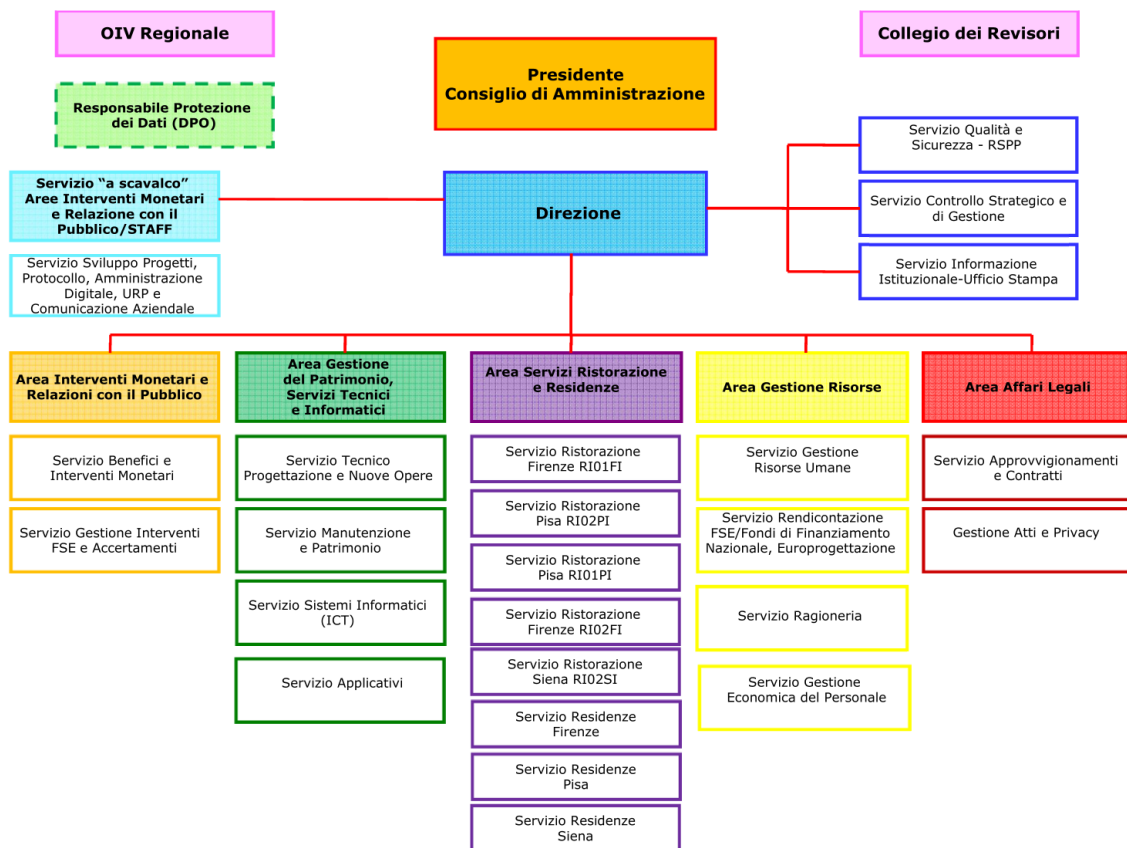 OIV Regionale
Collegio dei Revisori
Presidente
Consiglio di Amministrazione
Responsabile Protezione
dei Dati (DPO)
Servizio Qualità e
Sicurezza - RSPP
Servizio "a scavalco"
Aree Interventi Monetari
e Relazione con il
Pubblico/STAFF
Direzione
Servizio Controllo Strategico e
di Gestione
Servizio Sviluppo Progetti,
Protocollo, Amministrazione
Digitale, URP e
Comunicazione Aziendale
Servizio Informazione
Istituzionale-Ufficio Stampa
Area Interventi Monetari e
Relazioni con il Pubblico
Area Gestione
del Patrimonio,
Servizi Tecnici
e Informatici
Area Servizi Ristorazione
e Residenze
Area Gestione Risorse
Area Affari Legali
Servizio Benefici e
Interventi Monetari
Servizio Gestione Interventi
FSE e Accertamenti
Servizio Tecnico
Progettazione e Nuove Opere
Servizio Manutenzione
e Patrimonio
Servizio Sistemi Informatici
(ICT)
Servizio Applicativi
Servizio Ristorazione
Firenze RI01FI
Servizio Ristorazione
Pisa RI02PI
Servizio Ristorazione
Pisa RI01PI
Servizio Ristorazione
Firenze RI02FI
Servizio Ristorazione
Siena RI02SI
Servizio Residenze
Firenze
Servizio Residenze
Pisa
Servizio Residenze
Siena
Servizio Gestione
Risorse Umane
Servizio Rendicontazione
FSE/Fondi di Finanziamento
Nazionale, Europrogettazione
Servizio Ragioneria
Servizio Gestione
Economica del Personale
Servizio Approvvigionamenti
e Contratti
Gestione Atti e Privacy